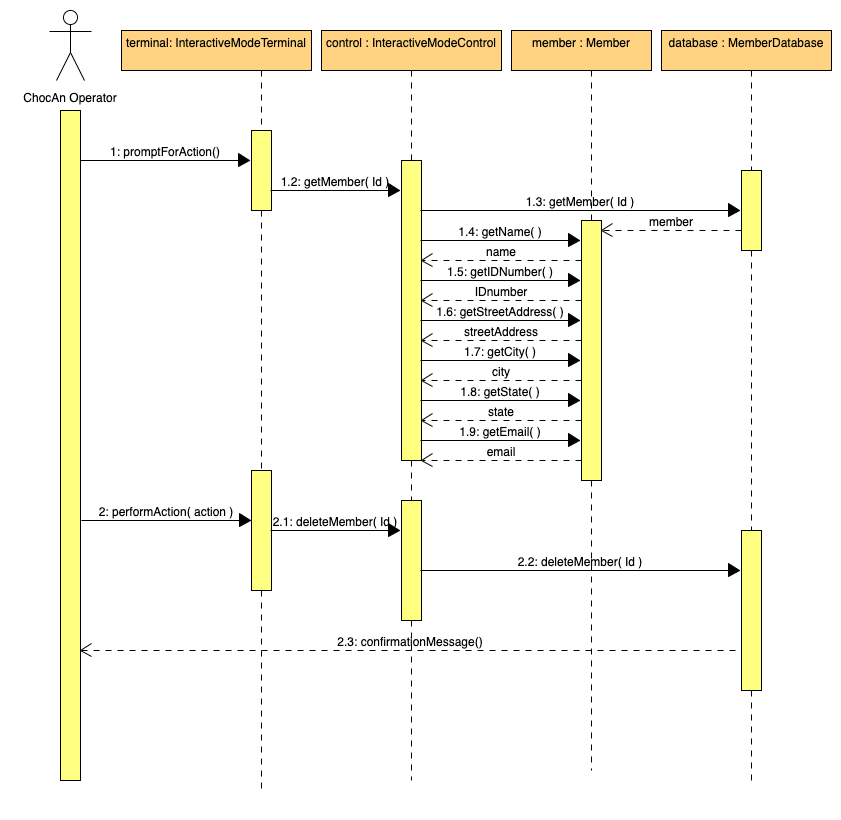 terminal: InteractiveModeTerminal
control : InteractiveModeControl
member : Member
database : MemberDatabase
ChocAn Operator
1: promptForAction()
1.2: getMember( Id )
1.3: getMember( Id )
member
1.4: getName( )
name
1.5: getIDNumber( )
IDnumber
1.6: getStreetAddress( )
streetAddress
1.7: getCity( )
city
1.8: getState( )
state
1.9: getEmail( )
email
2: performAction( action )
2.1: deleteMember( Id )
2.2: deleteMember( Id )
2.3: confirmationMessage()